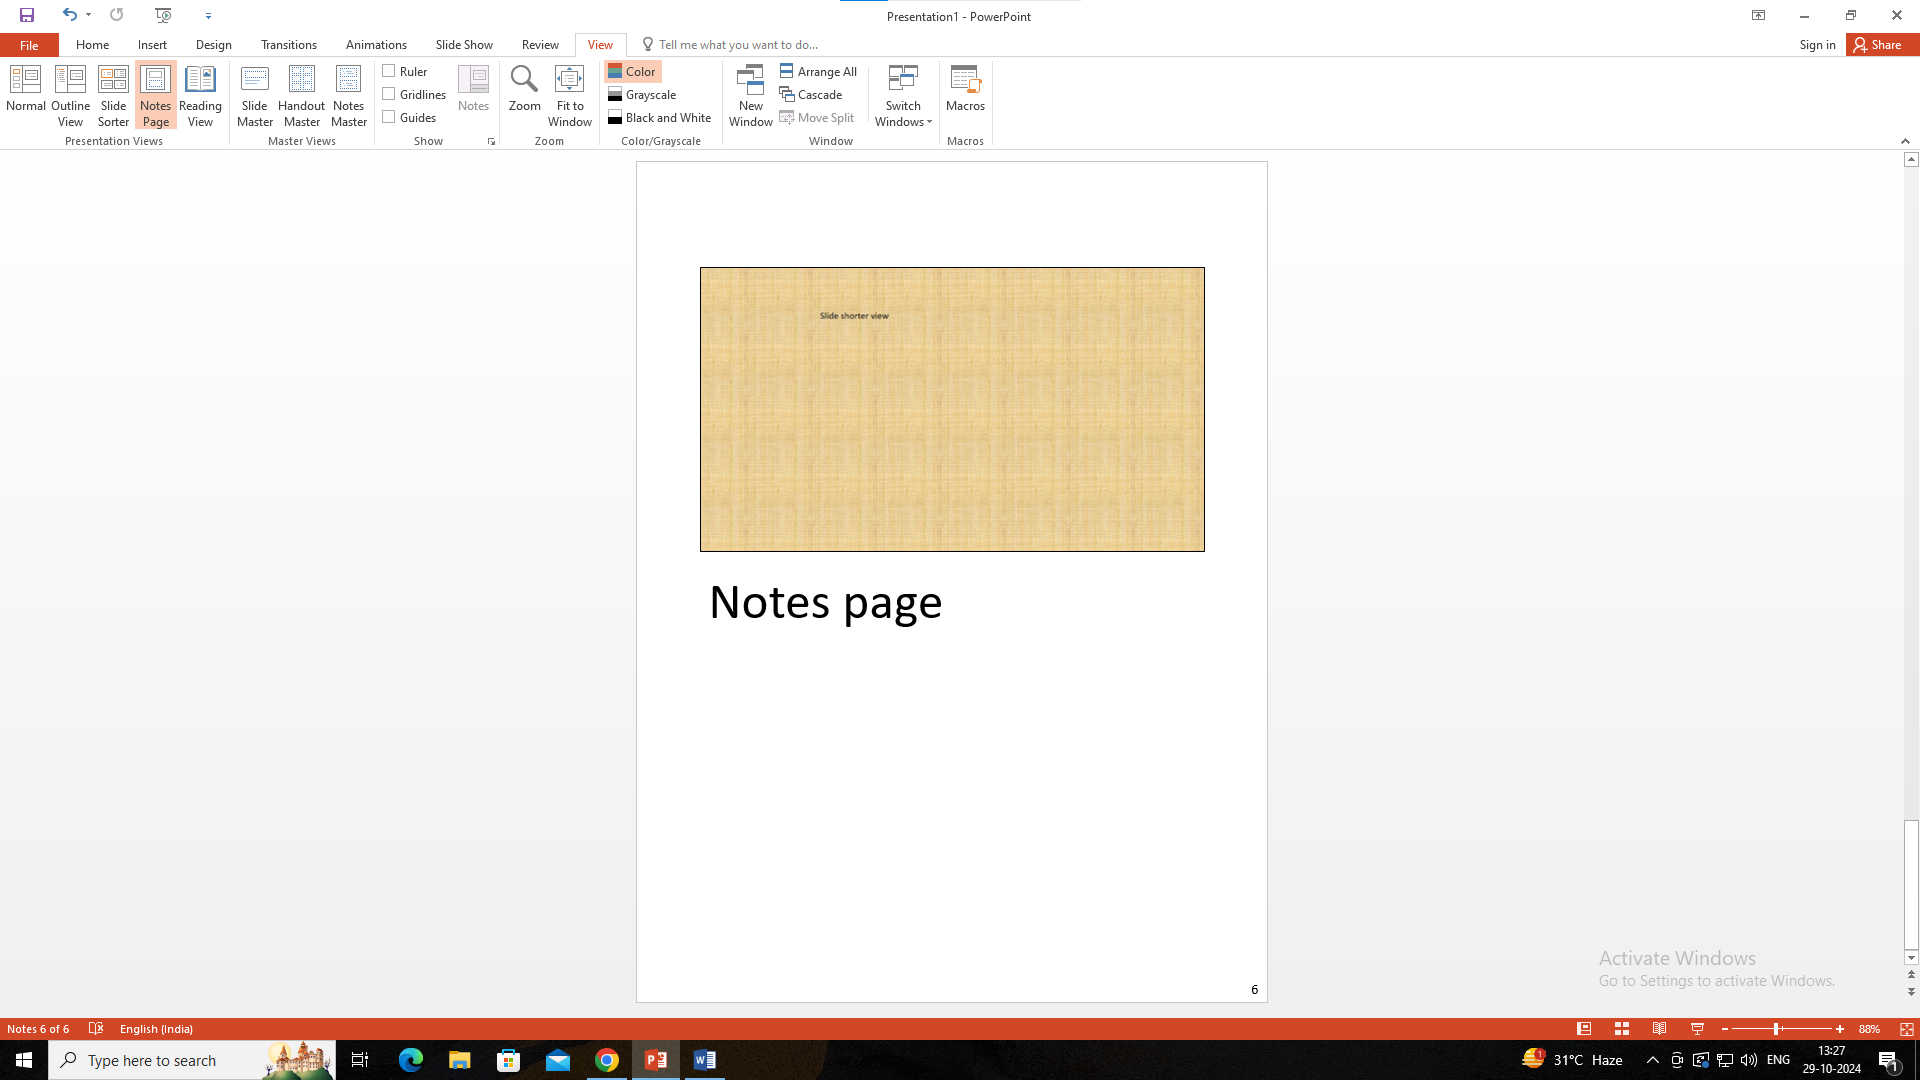 Presentation1 - PowerPoint
File Home Insert Design Transitions Animations Slide Show Review View Tell me what you want to do... Sign in Share
Normal Outline View Slide Sorter Notes Page Reading View
Presentation Views
Slide Master Handout Master Notes Master
Master Views
Ruler
Gridlines
Guides
Notes
Show
Zoom Fit to Window
Zoom
Color
Grayscale
Black and White
Color/Grayscale
New Window
Arrange All
Cascade
Move Split
Switch Windows
Window
Macros
Macros
Slide shorter view
Notes page
6
Activate Windows
Go to Settings to activate Windows.
Notes 6 of 6 English (India) 88%
Type here to search
1
31°C Haze ENG
13:27
29-10-2024
1